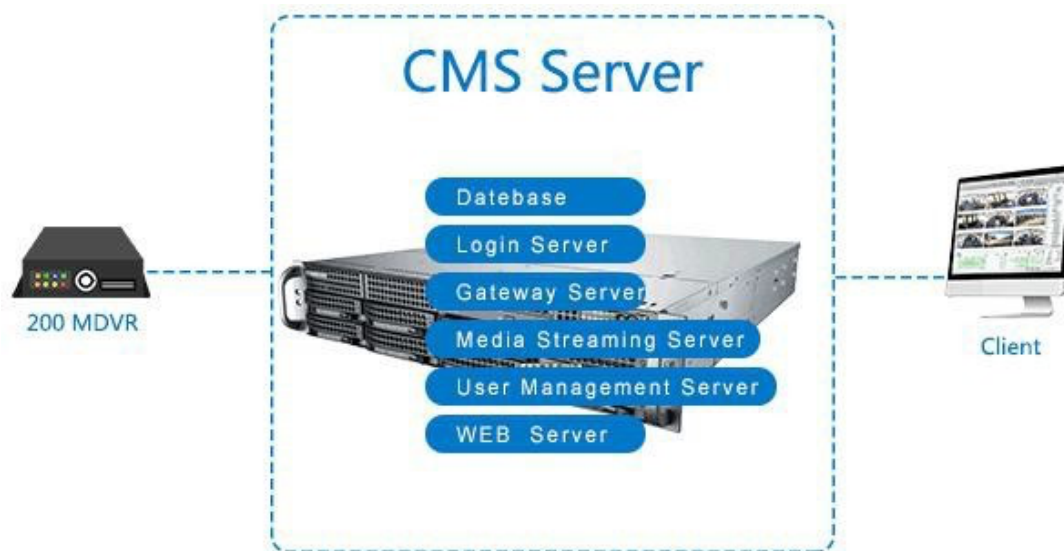 CMS Server
Datebase
Login Server
Gateway Server
Media Streaming Server
User Management Server
WEB Server
200 MDVR
Client